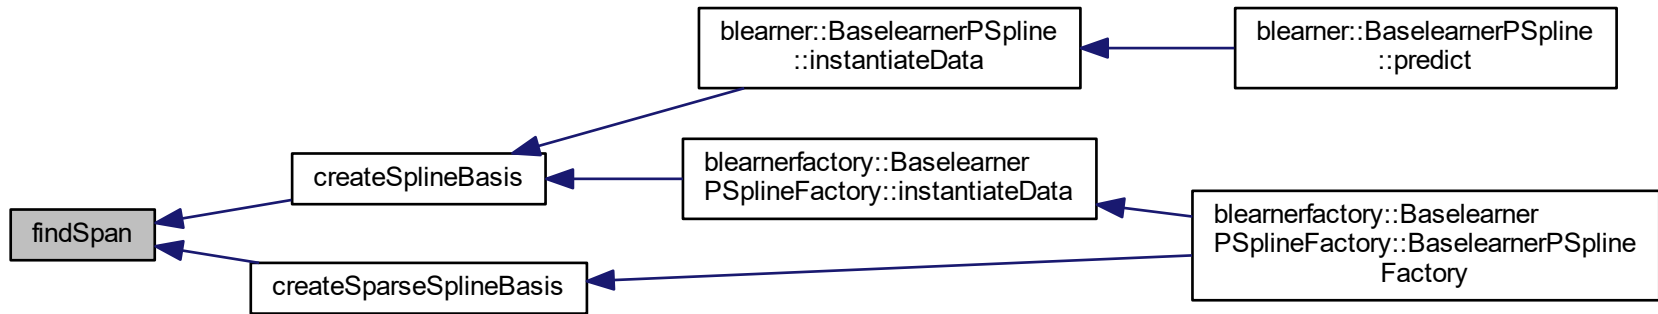 blearner::BaselearnerPSpline
::instantiateData
blearner::BaselearnerPSpline
::predict
createSplineBasis
blearnerfactory::Baselearner
PSplineFactory::instantiateData
findSpan
createSparseSplineBasis
blearnerfactory::Baselearner
PSplineFactory::BaselearnerPSpline
Factory